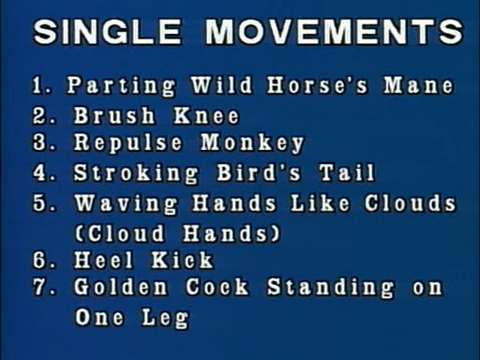 SINGLE MOVEMENTS
1. Parting Wild Horse's Mane
2. Brush Knee
3. Repulse Monkey
4. Stroking Bird's Tail
5. Waving Hands Like Clouds
(Cloud Hands)
6. Heel Kick
7. Golden Cock Standing on
One Leg